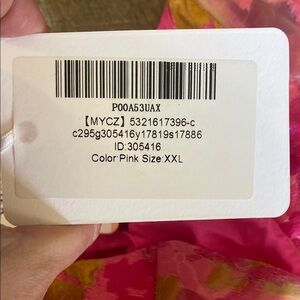 P00A53UAX
【MYCZ】5321617396-c
c295g305416y17819s17886
ID:305416
Color:Pink Size:XXL